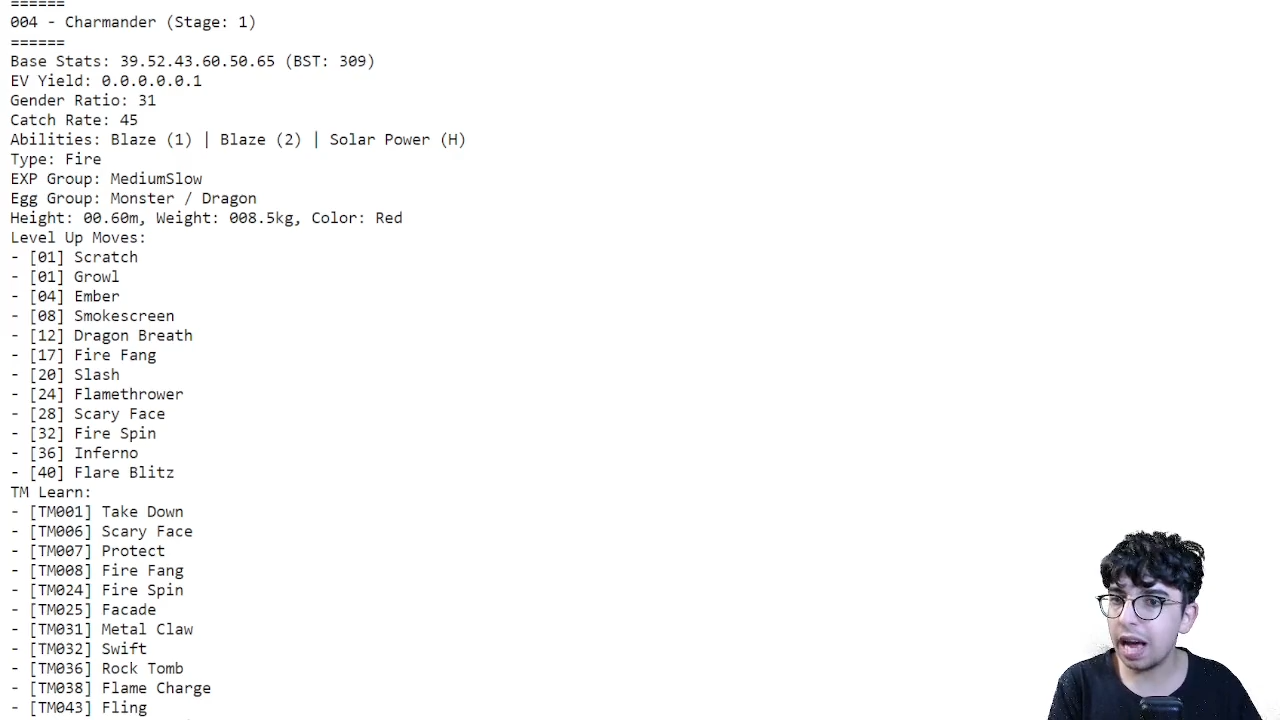 ======
004 - Charmander (Stage: 1)
======
Base Stats: 39.52.43.60.50.65 (BST: 309)
EV Yield: 0.0.0.0.0.1
Gender Ratio: 31
Catch Rate: 45
Abilities: Blaze (1) | Blaze (2) | Solar Power (H)
Type: Fire
EXP Group: MediumSlow
Egg Group: Monster / Dragon
Height: 00.60m, Weight: 008.5kg, Color: Red
Level Up Moves:
- [01] Scratch
- [01] Growl
- [04] Ember
- [08] Smokescreen
- [12] Dragon Breath
- [17] Fire Fang
- [20] Slash
- [24] Flamethrower
- [28] Scary Face
- [32] Fire Spin
- [36] Inferno
- [40] Flare Blitz
TM Learn:
- [TM001] Take Down
- [TM006] Scary Face
- [TM007] Protect
- [TM008] Fire Fang
- [TM024] Fire Spin
- [TM025] Facade
- [TM031] Metal Claw
- [TM032] Swift
- [TM036] Rock Tomb
- [TM038] Flame Charge
- [TM043] Fling